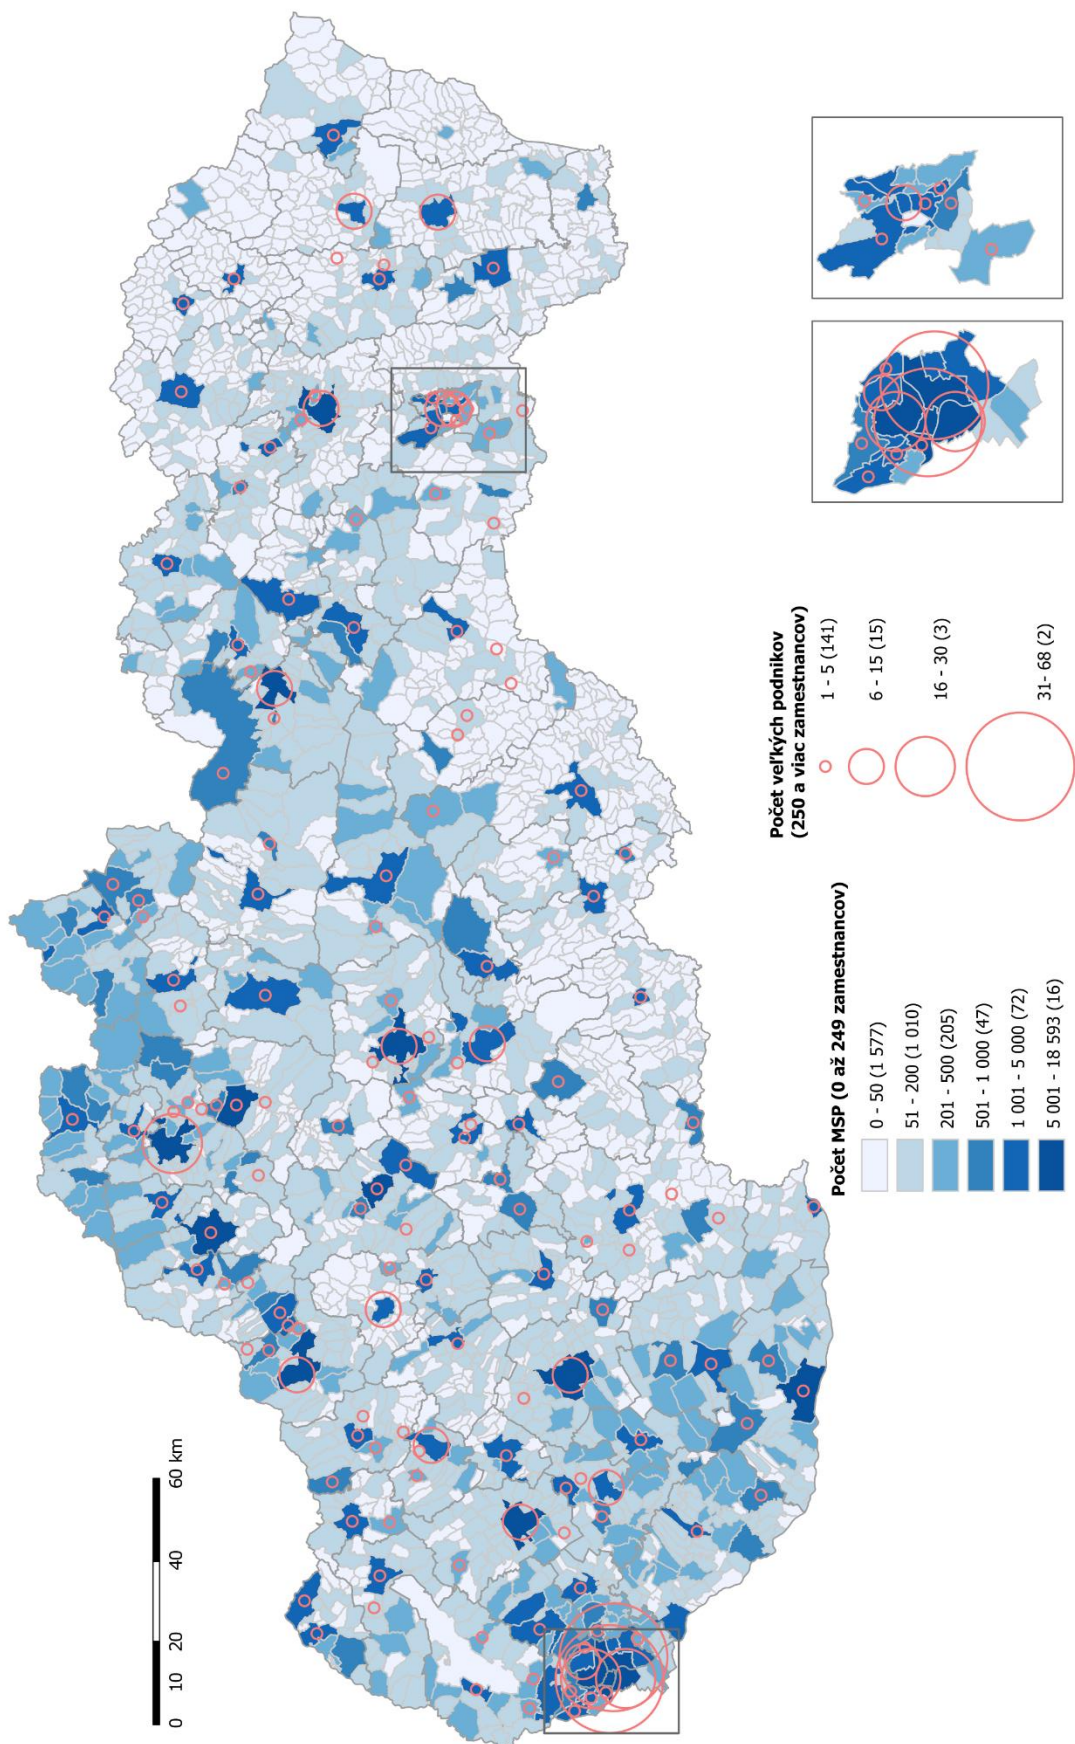 0 10 20 40 60 km
Počet MSP (0 až 249 zamestnancov)
0 - 50 (1 577)
51 - 200 (1 010)
201 - 500 (205)
501 - 1 000 (47)
1 001 - 5 000 (72)
5 001 - 18 593 (16)
Počet veľkých podnikov
(250 a viac zamestnancov)
1 - 5 (141)
6 - 15 (15)
16 - 30 (3)
31- 68 (2)